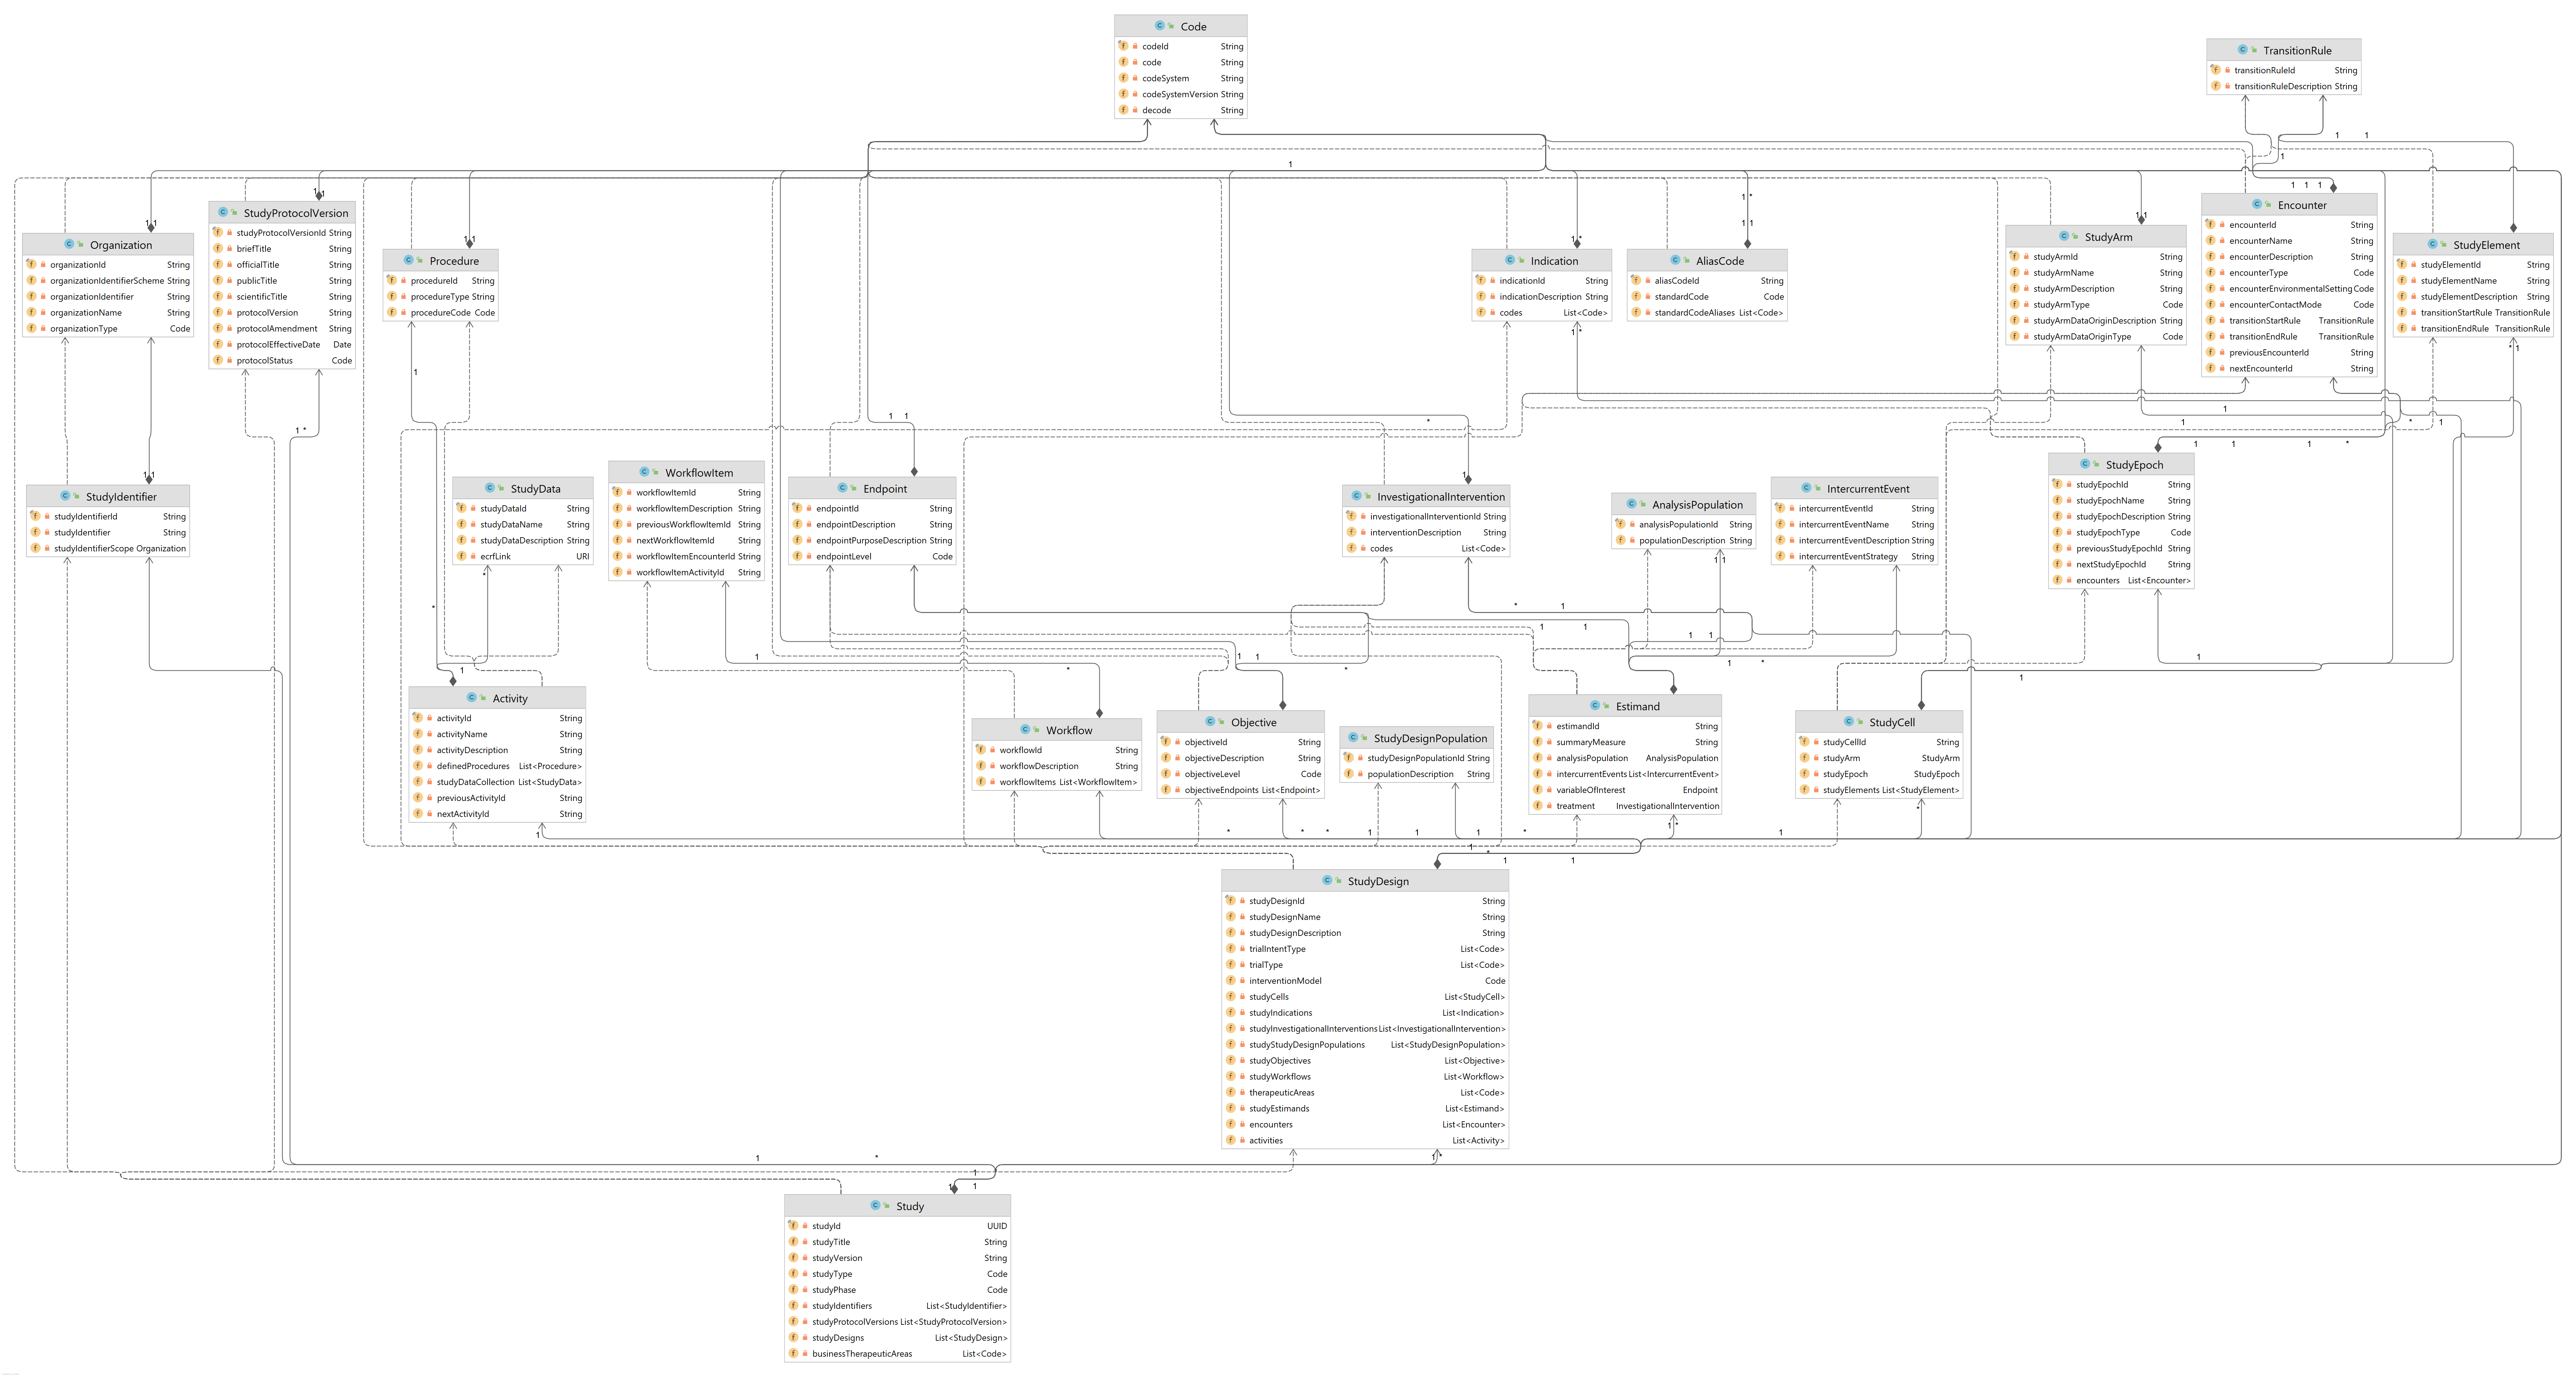 Code
codeId String
code String
codeSystem String
codeSystemVersion String
decode String
TransitionRule
transitionRuleId String
transitionRuleDescription String
Organization
organizationId String
organizationIdentifierScheme String
organizationIdentifier String
organizationName String
organizationType Code
StudyProtocolVersion
studyProtocolVersionId String
briefTitle String
officialTitle String
publicTitle String
scientificTitle String
protocolVersion String
protocolAmendment String
protocolEffectiveDate Date
protocolStatus Code
Procedure
procedureId String
procedureType String
procedureCode Code
Indication
indicationId String
indicationDescription String
codes List<Code>
AliasCode
aliasCodeId String
standardCode Code
standardCodeAliases List<Code>
StudyArm
studyArmId String
studyArmName String
studyArmDescription String
studyArmType Code
studyArmDataOriginDescription String
studyArmDataOriginType Code
Encounter
encounterId String
encounterName String
encounterDescription String
encounterType Code
encounterEnvironmentalSetting Code
encounterContactMode Code
transitionStartRule TransitionRule
transitionEndRule TransitionRule
previousEncounterId String
nextEncounterId String
StudyElement
studyElementId String
studyElementName String
studyElementDescription String
transitionStartRule TransitionRule
transitionEndRule TransitionRule
StudyIdentifier
studyIdentifierId String
studyIdentifier String
studyIdentifierScope Organization
StudyData
studyDataId String
studyDataName String
studyDataDescription String
ecrfLink URI
WorkflowItem
workflowItemId String
workflowItemDescription String
previousWorkflowItemId String
nextWorkflowItemId String
workflowItemEncounterId String
workflowItemActivityId String
Endpoint
endpointId String
endpointDescription String
endpointPurposeDescription String
endpointLevel Code
InvestigationalIntervention
investigationalInterventionId String
interventionDescription String
codes List<Code>
AnalysisPopulation
analysisPopulationId String
populationDescription String
IntercurrentEvent
intercurrentEventId String
intercurrentEventName String
intercurrentEventDescription String
intercurrentEventStrategy String
StudyEpoch
studyEpochId String
studyEpochName String
studyEpochDescription String
studyEpochType Code
previousStudyEpochId String
nextStudyEpochId String
encounters List<Encounter>
Activity
activityId String
activityName String
activityDescription String
definedProcedures List<Procedure>
studyDataCollection List<StudyData>
previousActivityId String
nextActivityId String
Workflow
workflowId String
workflowDescription String
workflowItems List<WorkflowItem>
Objective
objectiveId String
objectiveDescription String
objectiveLevel Code
objectiveEndpoints List<Endpoint>
StudyDesignPopulation
studyDesignPopulationId String
populationDescription String
Estimand
estimandId String
summaryMeasure String
analysisPopulation AnalysisPopulation
intercurrentEvents List<IntercurrentEvent>
variableOfInterest Endpoint
treatment InvestigationalIntervention
StudyCell
studyCellId String
studyArm StudyArm
studyEpoch StudyEpoch
studyElements List<StudyElement>
StudyDesign
studyDesignId String
studyDesignName String
studyDesignDescription String
trialIntentType List<Code>
trialType List<Code>
interventionModel Code
studyCells List<StudyCell>
studyIndications List<Indication>
studyInvestigationalInterventions List<InvestigationalIntervention>
studyStudyDesignPopulations List<StudyDesignPopulation>
studyObjectives List<Objective>
studyWorkflows List<Workflow>
therapeuticAreas List<Code>
studyEstimands List<Estimand>
encounters List<Encounter>
activities List<Activity>
Study
studyId UUID
studyTitle String
studyVersion String
studyType Code
studyPhase Code
studyIdentifiers List<StudyIdentifier>
studyProtocolVersions List<StudyProtocolVersion>
studyDesigns List<StudyDesign>
businessTherapeuticAreas List<Code>